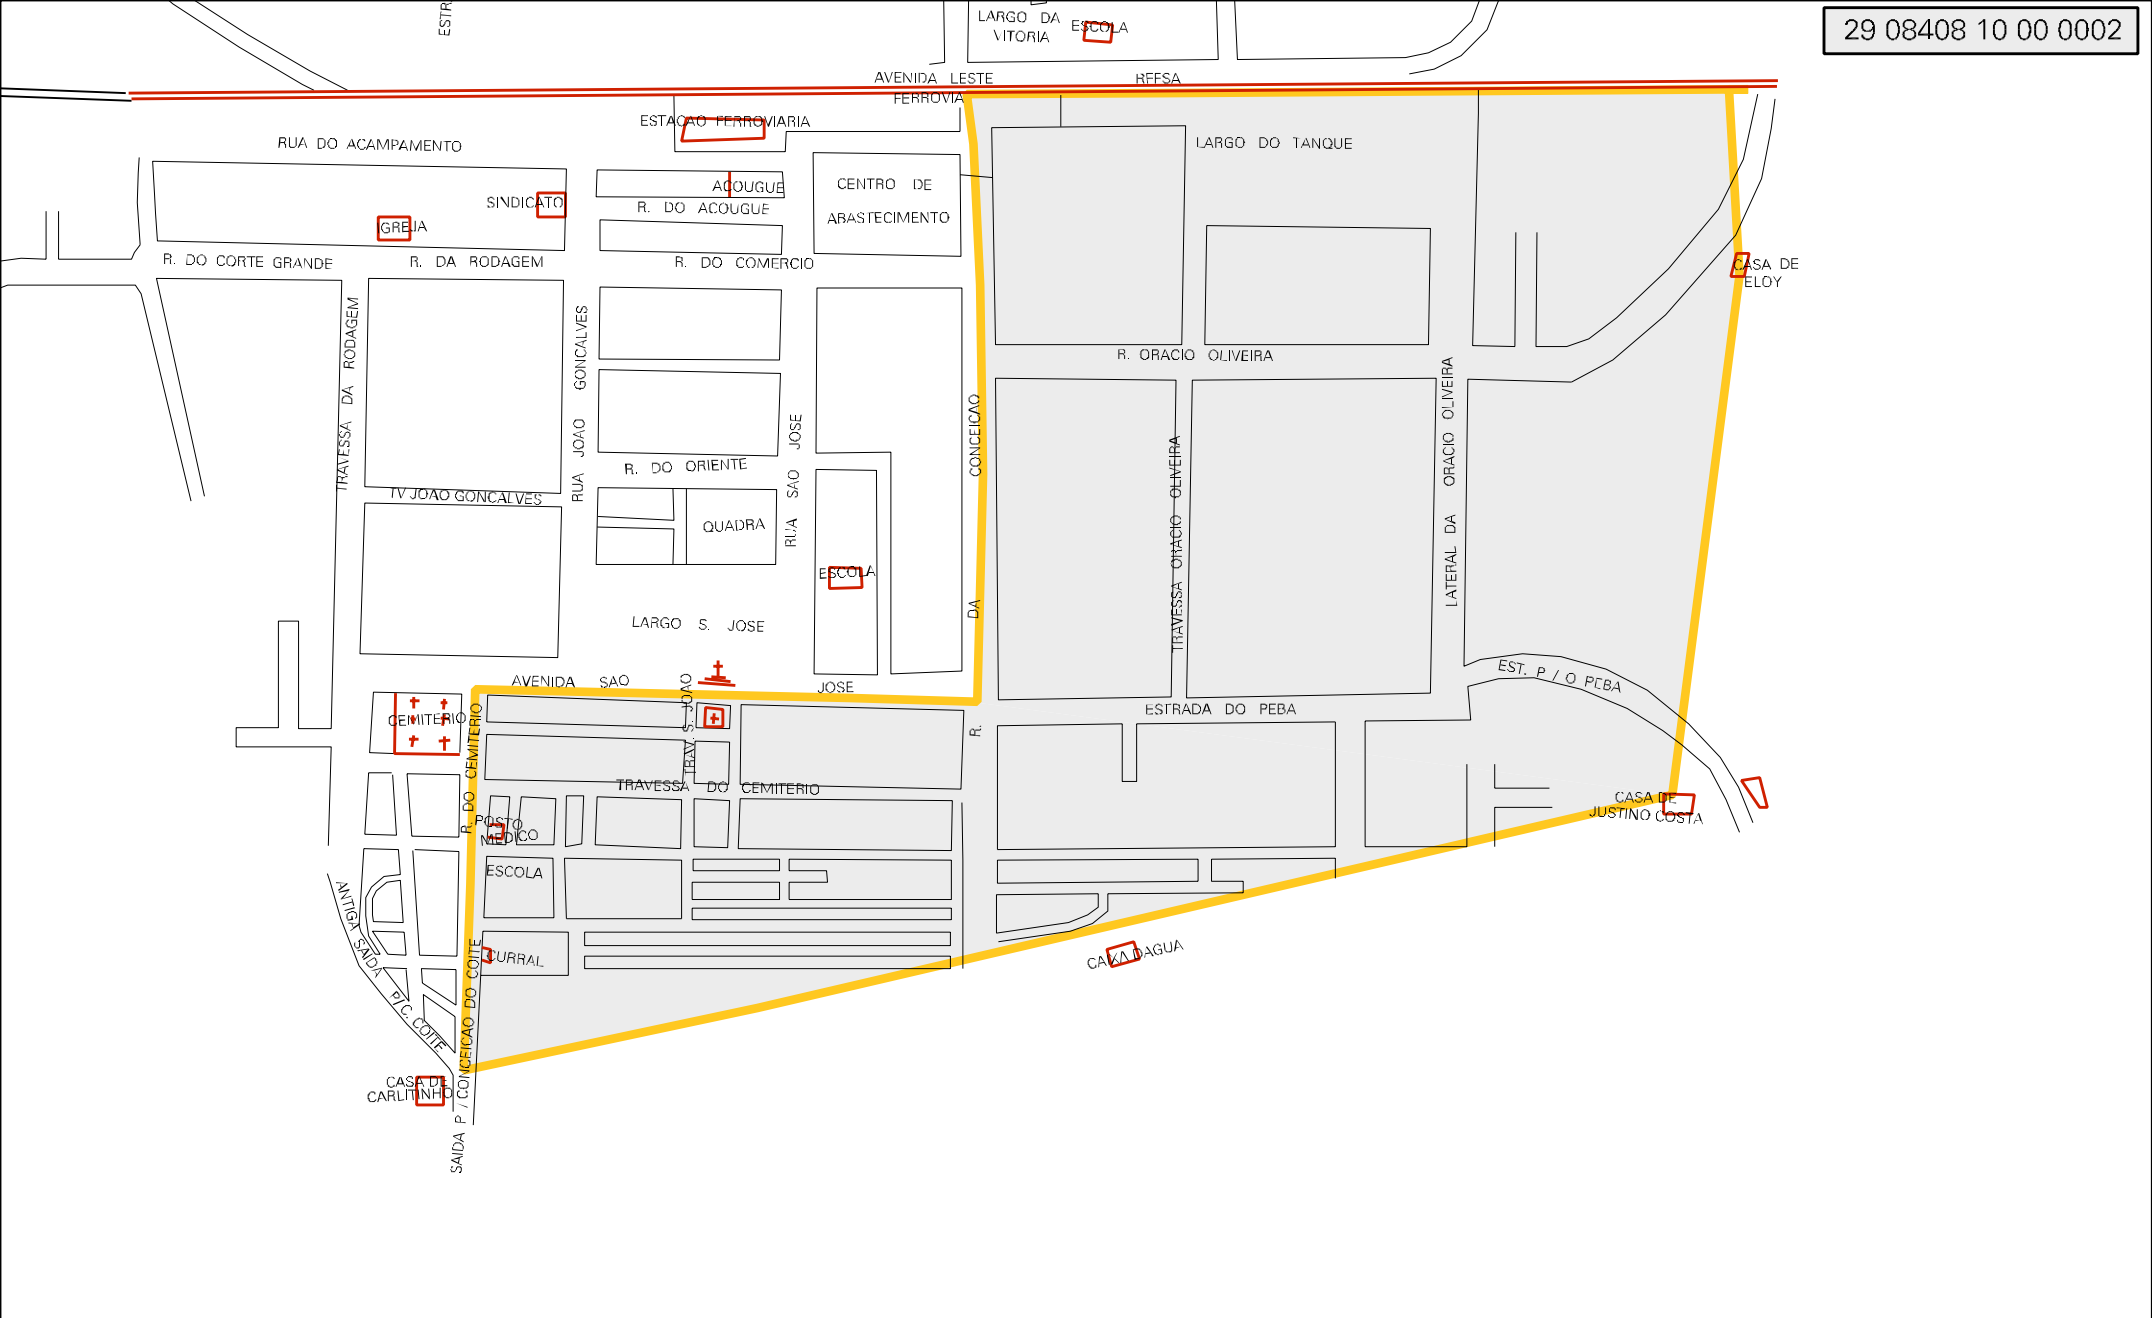 ESTR
LARGO DA
VITORIA
ESCOLA
29 08408 10 00 0002
AVENIDA LESTE
RFFSA
FERROVIA
ESTACAO FERROVIARIA
RUA DO ACAMPAMENTO
LARGO DO TANQUE
ACOUGUE
CENTRO DE
ABASTECIMENTO
SINDICATO
R. DO ACOUGUE
IGREJA
R. DO CORTE GRANDE
R. DA RODAGEM
R. DO COMERCIO
CASA DE
ELOY
TRAVESSA DA RODAGEM
RUA JOAO GONCALVES
R. ORACIO OLIVEIRA
RUA SAO JOSE
R. DA CONCEICAO
TRAVESSA ORACIO OLIVEIRA
LATERAL DA ORACIO OLIVEIRA
R. DO ORIENTE
TV JOAO GONCALVES
QUADRA
ESCOLA
LARGO S. JOSE
AVENIDA SAO JOSE
EST. P / O PEBA
CEMITERIO
R. DO CEMITERIO
TRAV. S. JOAO
ESTRADA DO PEBA
TRAVESSA DO CEMITERIO
CASA DE
JUSTINO COSTA
POSTO
MEDICO
ESCOLA
ANTIGA SAIDA P/C. COITE
CURRAL
CAIXA DAGUA
SAIDA P / CONCEICAO DO COITE
CASA DE
CARLITINHO